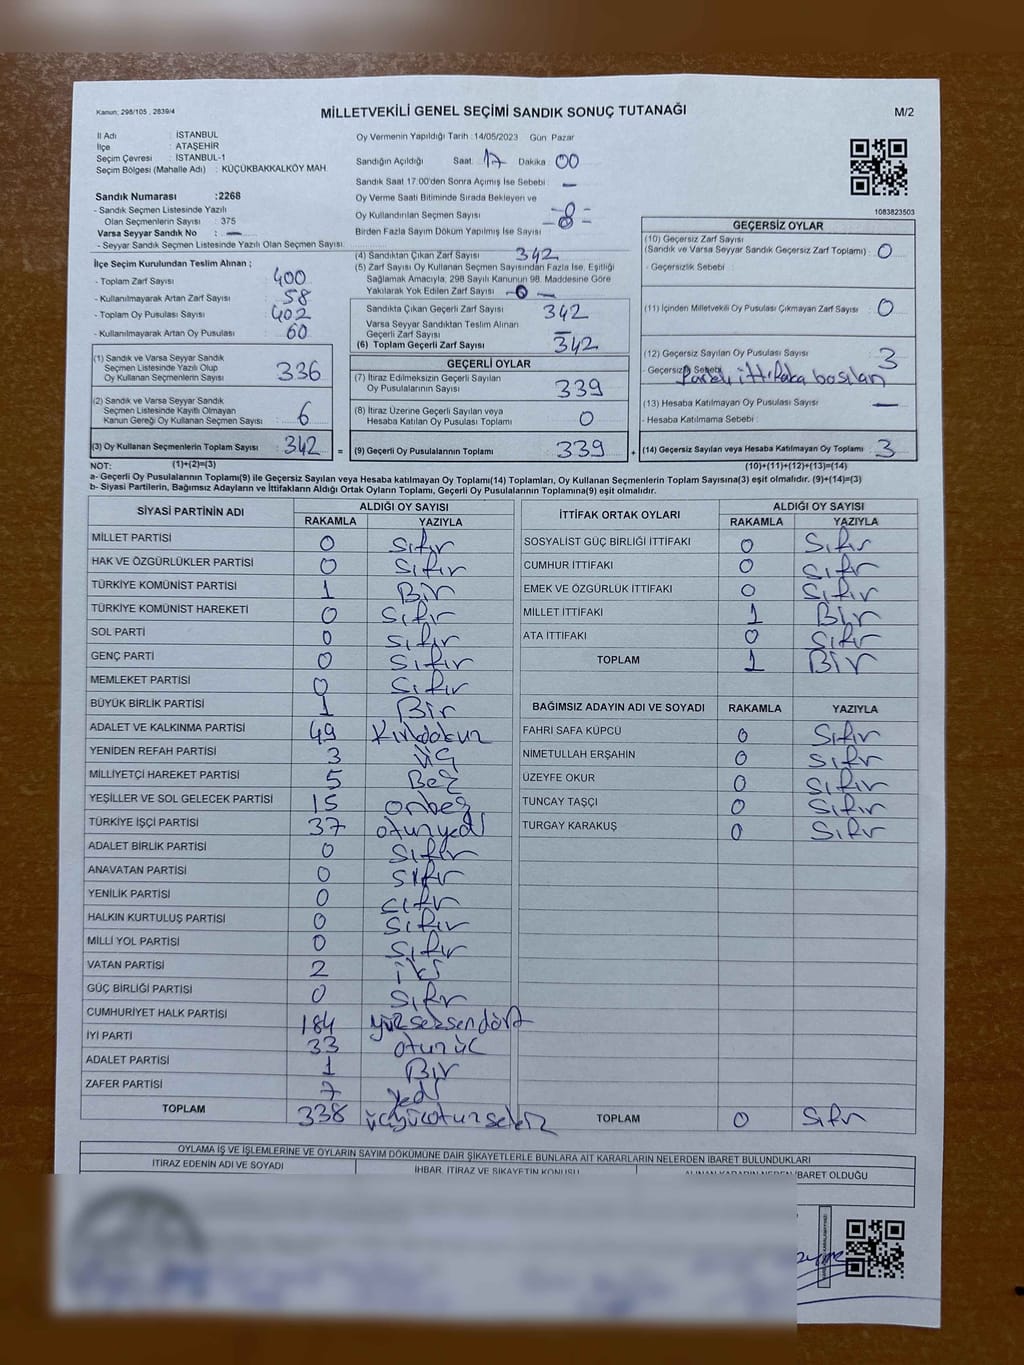 Kanun: 298/105 , 2839/4
MİLLETVEKİLİ GENEL SEÇİMİ SANDIK SONUÇ TUTANAĞI
M/2
İl Adı : İSTANBUL
İlçe : ATAŞEHİR
Seçim Çevresi : İSTANBUL-1
Seçim Bölgesi (Mahalle Adı) : KÜÇÜKBAKKALKÖY MAH
Sandık Numarası :2268
- Sandık Seçmen Listesinde Yazılı
Olan Seçmenlerin Sayısı : 375
Varsa Seyyar Sandık No : —
- Seyyar Sandık Seçmen Listesinde Yazılı Olan Seçmen Sayısı:
Oy Vermenin Yapıldığı Tarih : 14/05/2023 Gün Pazar
Sandığın Açıldığı Saat: 17 Dakika : 00
Sandık Saat 17:00'den Sonra Açımış İse Sebebi : —
Oy Verme Saati Bitiminde Sırada Bekleyen ve
Oy Kullandırılan Seçmen Sayısı
Birden Fazla Sayım Döküm Yapılmış İse Sayısı :
1083823503
İlçe Seçim Kurulundan Teslim Alınan ;
- Toplam Zarf Sayısı : 400
- Kullanılmayarak Artan Zarf Sayısı : 58
- Toplam Oy Pusulası Sayısı : 402
- Kullanılmayarak Artan Oy Pusulası : 60
(4) Sandıktan Çıkan Zarf Sayısı : 342
(5) Zarf Sayısı Oy Kullanan Seçmen Sayısından Fazla İse, Eşitliği
Sağlamak Amacıyla, 298 Sayılı Kanunun 98. Maddesine Göre
Yakılarak Yok Edilen Zarf Sayısı : -0-
Sandıkta Çıkan Geçerli Zarf Sayısı : 342
Varsa Seyyar Sandıktan Teslim Alınan
Geçerli Zarf Sayısı : —
(6) Toplam Geçerli Zarf Sayısı : 342
GEÇERSİZ OYLAR
(10) Geçersiz Zarf Sayısı
(Sandık ve Varsa Seyyar Sandık Geçersiz Zarf Toplamı) : 0
- Geçersizlik Sebebi :
(11) İçinden Milletvekili Oy Pusulası Çıkmayan Zarf Sayısı : 0
(12) Geçersiz Sayılan Oy Pusulası Sayısı : 3
- Geçersizlik Sebebi : ittifaka basılan
(13) Hesaba Katılmayan Oy Pusulası Sayısı : —
- Hesaba Katılmama Sebebi :
(14) Geçersiz Sayılan veya Hesaba Katılmayan Oy Toplamı : 3
(1) Sandık ve Varsa Seyyar Sandık
Seçmen Listesinde Yazılı Olup
Oy Kullanan Seçmenlerin Sayısı : 336
(2) Sandık ve Varsa Seyyar Sandık
Seçmen Listesinde Kayıtlı Olmayan
Kanun Gereği Oy Kullanan Seçmen Sayısı : 6
(3) Oy Kullanan Seçmenlerin Toplam Sayısı : 342
GEÇERLİ OYLAR
(7) İtiraz Edilmeksizin Geçerli Sayılan
Oy Pusulalarının Sayısı : 339
(8) İtiraz Üzerine Geçerli Sayılan veya
Hesaba Katılan Oy Pusulası Toplamı : 0
(9) Geçerli Oy Pusulalarının Toplamı : 339
NOT: (1)+(2)=(3) (10)+(11)+(12)+(13)=(14)
a- Geçerli Oy Pusulalarının Toplamı(9) ile Geçersiz Sayılan veya Hesaba katılmayan Oy Toplamı(14) Toplamları, Oy Kullanan Seçmenlerin Toplam Sayısına(3) eşit olmalıdır. (9)+(14)=(3)
b- Siyasi Partilerin, Bağımsız Adayların ve İttifakların Aldığı Ortak Oyların Toplamı, Geçerli Oy Pusulalarının Toplamına(9) eşit olmalıdır.
SİYASİ PARTİNİN ADI ALDIĞI OY SAYISI
RAKAMLA YAZIYLA
MİLLET PARTİSİ 0 Sıfır
HAK VE ÖZGÜRLÜKLER PARTİSİ 0 Sıfır
TÜRKİYE KOMÜNİST PARTİSİ 1 Bir
TÜRKİYE KOMÜNİST HAREKETİ 0 Sıfır
SOL PARTİ 0 Sıfır
GENÇ PARTİ 0 Sıfır
MEMLEKET PARTİSİ 0 Sıfır
BÜYÜK BİRLİK PARTİSİ 1 Bir
ADALET VE KALKINMA PARTİSİ 49 Kırkdokuz
YENİDEN REFAH PARTİSİ 3 üç
MİLLİYETÇİ HAREKET PARTİSİ 5 Beş
YEŞİLLER VE SOL GELECEK PARTİSİ 15 onbeş
TÜRKİYE İŞÇİ PARTİSİ 37 otuzyedi
ADALET BİRLİK PARTİSİ 0 Sıfır
ANAVATAN PARTİSİ 0 Sıfır
YENİLİK PARTİSİ 0 Sıfır
HALKIN KURTULUŞ PARTİSİ 0 Sıfır
MİLLİ YOL PARTİSİ 0 Sıfır
VATAN PARTİSİ 2 iki
GÜÇ BİRLİĞİ PARTİSİ 0 Sıfır
CUMHURİYET HALK PARTİSİ 184 yüzseksendört
İYİ PARTİ 33 otuzüç
ADALET PARTİSİ 1 Bir
ZAFER PARTİSİ 7 yedi
TOPLAM 338 üçyüzotuzsekiz
İTTİFAK ORTAK OYLARI ALDIĞI OY SAYISI
RAKAMLA YAZIYLA
SOSYALİST GÜÇ BİRLİĞİ İTTİFAKI 0 Sıfır
CUMHUR İTTİFAKI 0 Sıfır
EMEK VE ÖZGÜRLÜK İTTİFAKI 0 Sıfır
MİLLET İTTİFAKI 1 Bir
ATA İTTİFAKI 0 Sıfır
TOPLAM 1 Bir
BAĞIMSIZ ADAYIN ADI VE SOYADI RAKAMLA YAZIYLA
FAHRİ SAFA KÜPCÜ 0 Sıfır
NİMETULLAH ERŞAHİN 0 Sıfır
ÜZEYFE OKUR 0 Sıfır
TUNCAY TAŞÇI 0 Sıfır
TURGAY KARAKUŞ 0 Sıfır
TOPLAM 0 Sıfır
OYLAMA İŞ VE İŞLEMLERİNE VE OYLARIN SAYIM DÖKÜMÜNE DAİR ŞİKAYETLERLE BUNLARA AİT KARARLARIN NELERDEN İBARET BULUNDUKLARI
İTİRAZ EDENİN ADI VE SOYADI İHBAR, İTİRAZ VE ŞİKAYETİN KONUSU ALINAN KARARIN NEDEN İBARET OLDUĞU